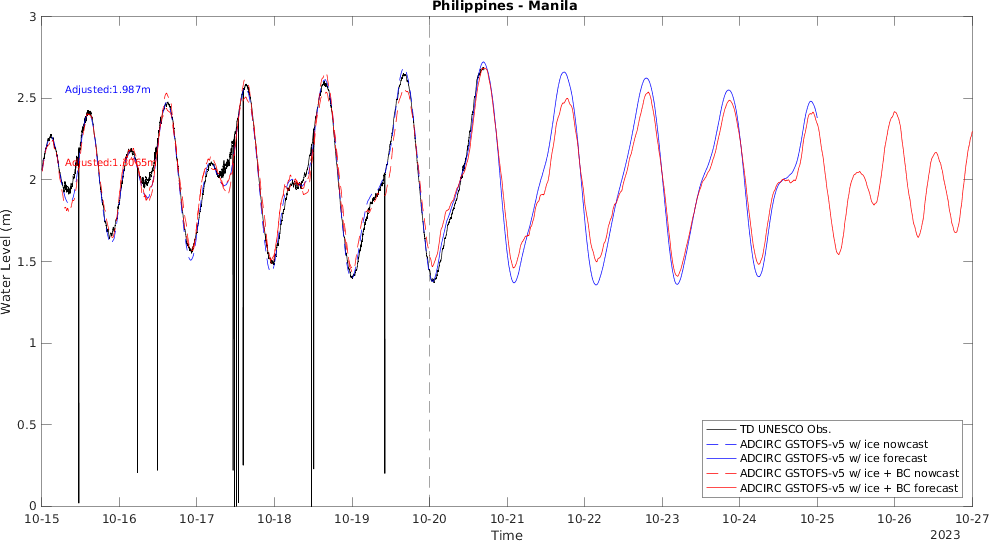 Philippines - Manila
3
2.5
2
1.5
1
0.5
0
Water Level (m)
Adjusted:1.987m
TD UNESCO Obs.
ADCIRC GSTOFS-v5 w/ ice nowcast
ADCIRC GSTOFS-v5 w/ ice forecast
ADCIRC GSTOFS-v5 w/ ice + BC nowcast
ADCIRC GSTOFS-v5 w/ ice + BC forecast
10-15 10-16 10-17 10-18 10-19 10-20 10-21 10-22 10-23 10-24 10-25 10-26 10-27
Time
2023